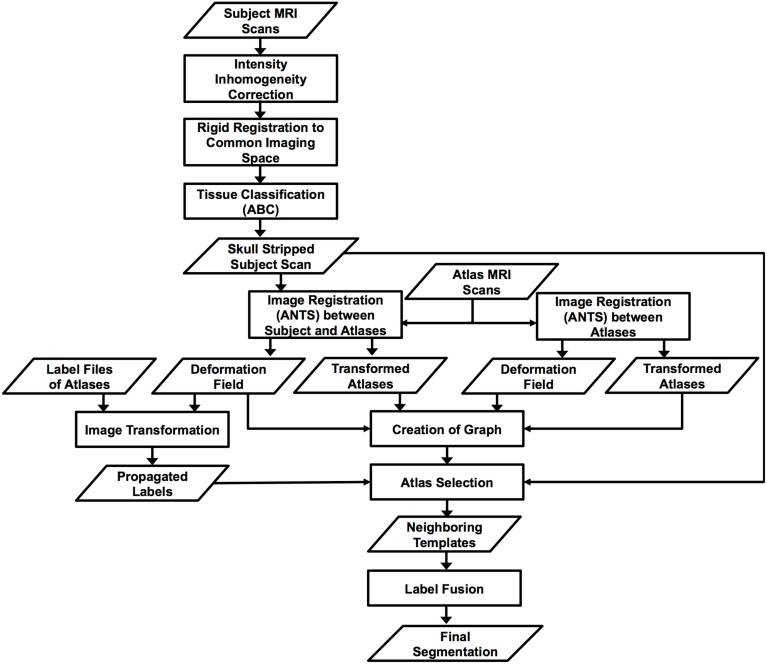 Subject MRI
Scans
Intensity
Inhomogeneity
Correction
Rigid Registration to
Common Imaging
Space
Tissue Classification
(ABC)
Skull Stripped
Subject Scan
Atlas MRI
Scans
Image Registration
(ANTS) between
Subject and Atlases
Image Registration
(ANTS) between
Atlases
Label Files
of Atlases
Deformation
Field
Transformed
Atlases
Deformation
Field
Transformed
Atlases
Image Transformation
Creation of Graph
Propagated
Labels
Atlas Selection
Neighboring
Templates
Label Fusion
Final
Segmentation